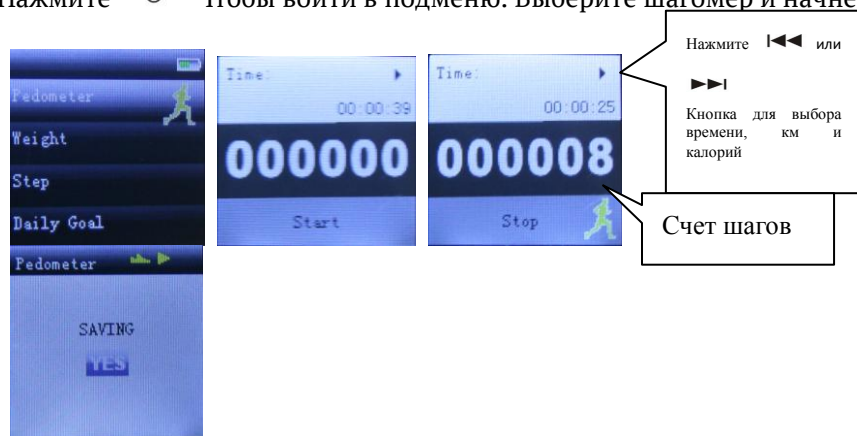 Нажмите чтобы войти в подменю. Выберите шагомер и начне
Pedometer
Weight
Step
Daily Goal
Time:
00:00:39
000000
Start
Time:
00:00:25
000008
Stop
Нажмите или
Кнопка для выбора
времени, км и
калорий
Счет шагов
Pedometer
SAVING
YES